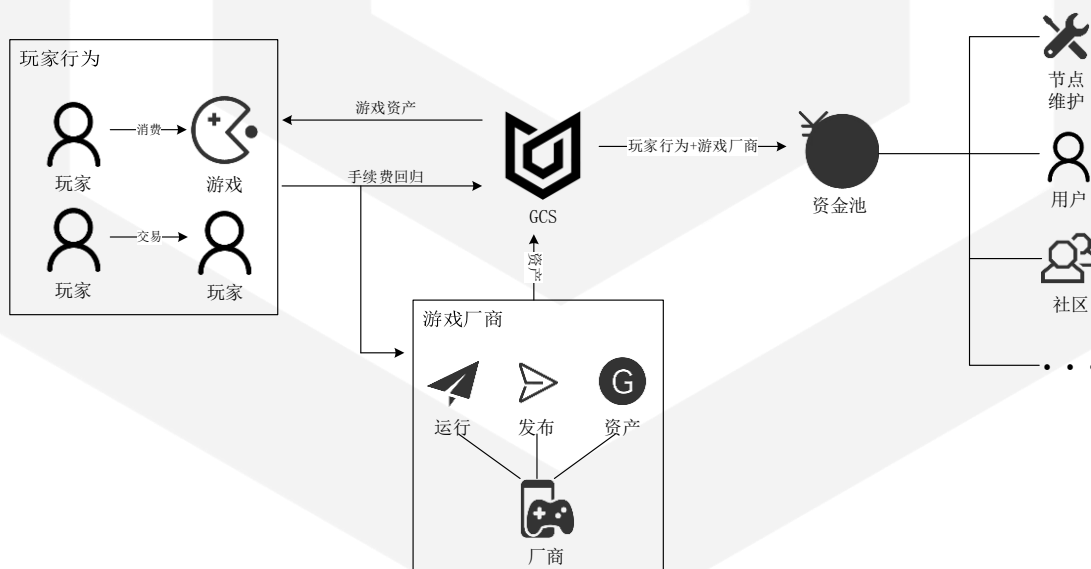 玩家行为
消费
玩家
游戏
交易
玩家
玩家
游戏资产
手续费回归
GCS
玩家行为+游戏厂商
资金池
节点
维护
用户
社区
资产
游戏厂商
G
运行
发布
资产
厂商